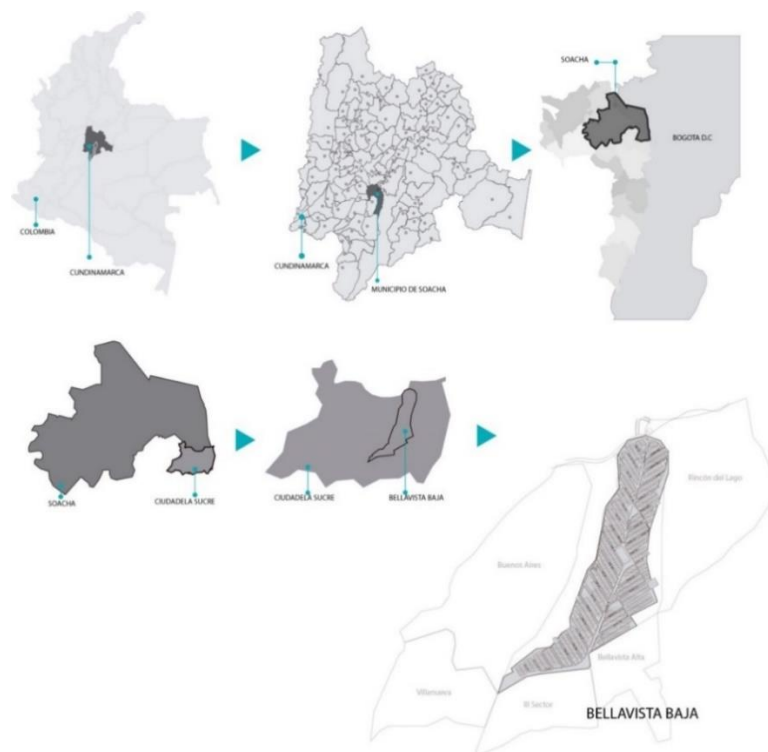 COLOMBIA
CUNDINAMARCA
CUNDINAMARCA
MUNICIPIO DE SOACHA
SOACHA
BOGOTA D.C
SOACHA
CIUDADELA SUCRE
CIUDADELA SUCRE
BELLAVISTA BAJA
Rincón del Lago
Buenos Aires
Bellavista Alta
Villanueva
III Sector
BELLAVISTA BAJA